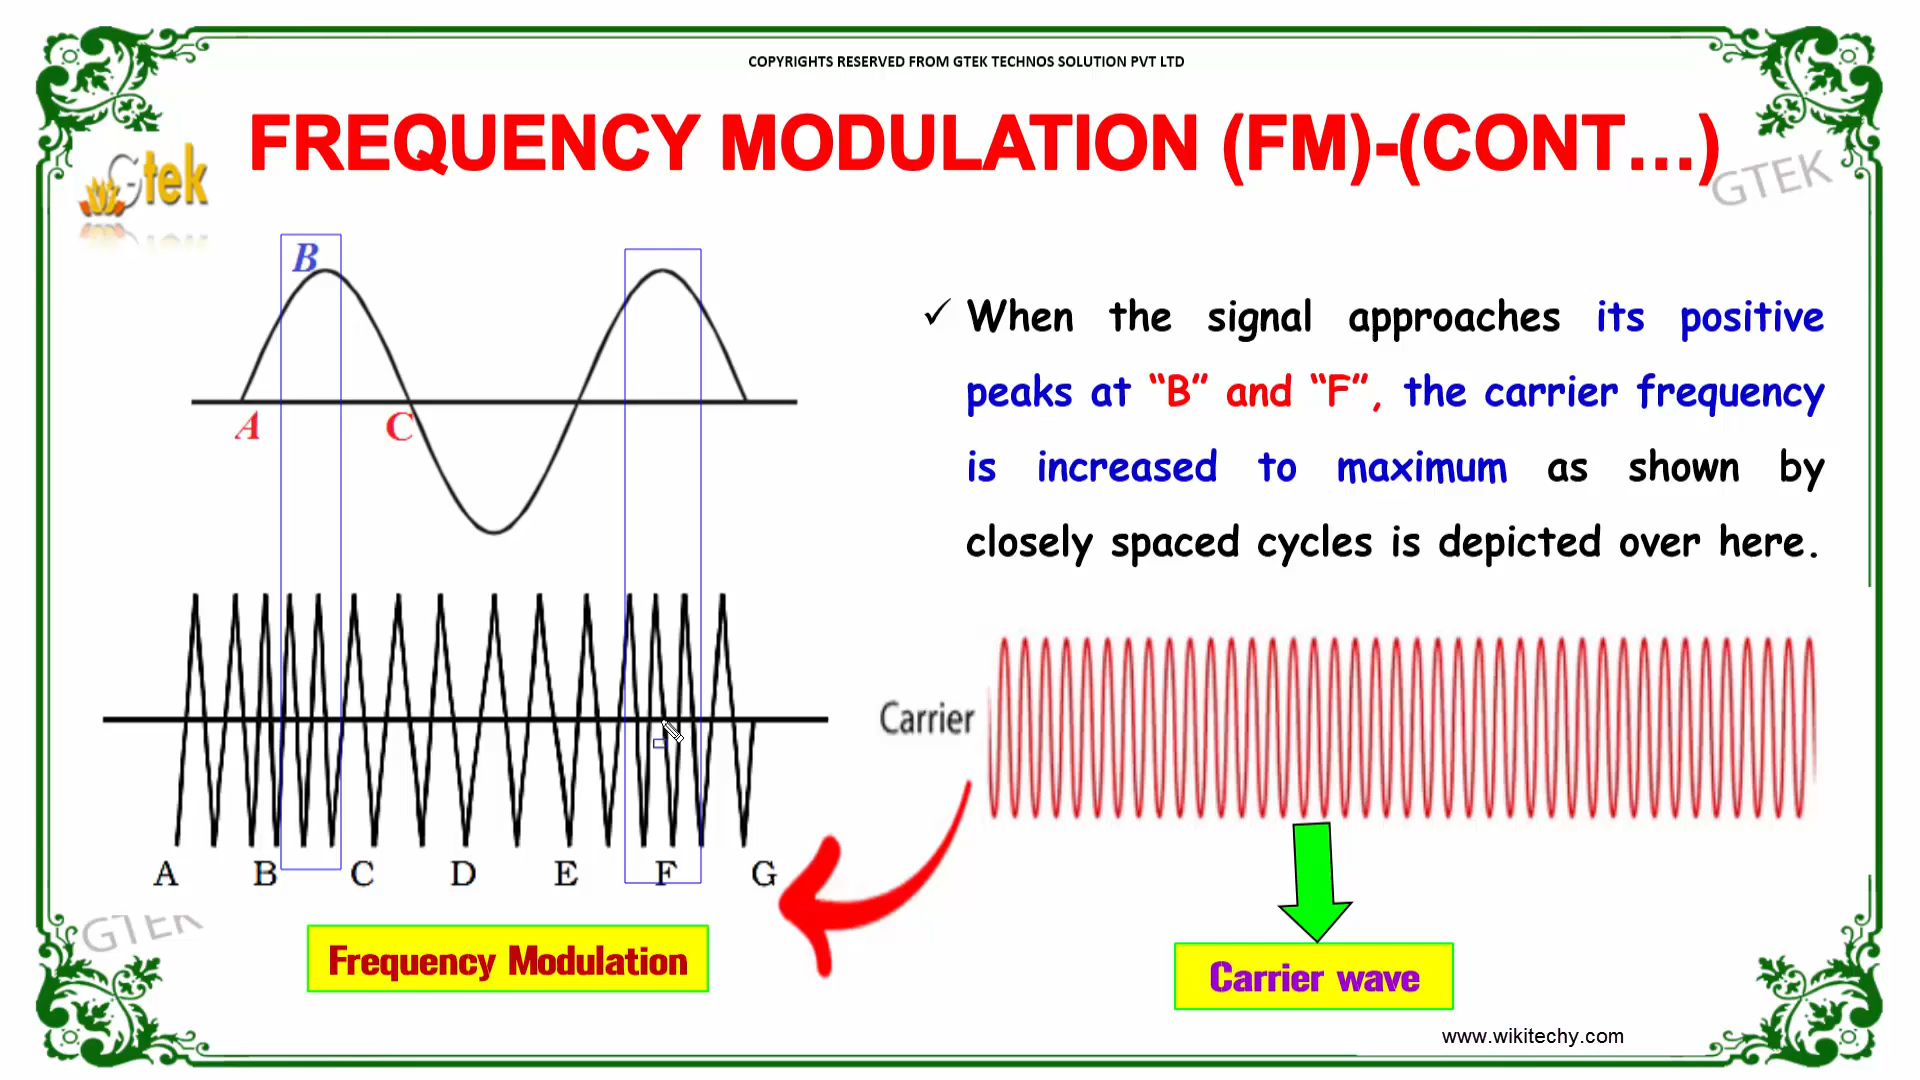 COPYRIGHTS RESERVED FROM GTEK TECHNOS SOLUTION PVT LTD
FREQUENCY MODULATION (FM)-(CONT...)
Gtek
GTEK
B
A
C
✓ When the signal approaches its positive
peaks at “B” and “F”, the carrier frequency
is increased to maximum as shown by
closely spaced cycles is depicted over here.
Carrier
A B C D E F G
GTEK
Frequency Modulation
Carrier wave
www.wikitechy.com